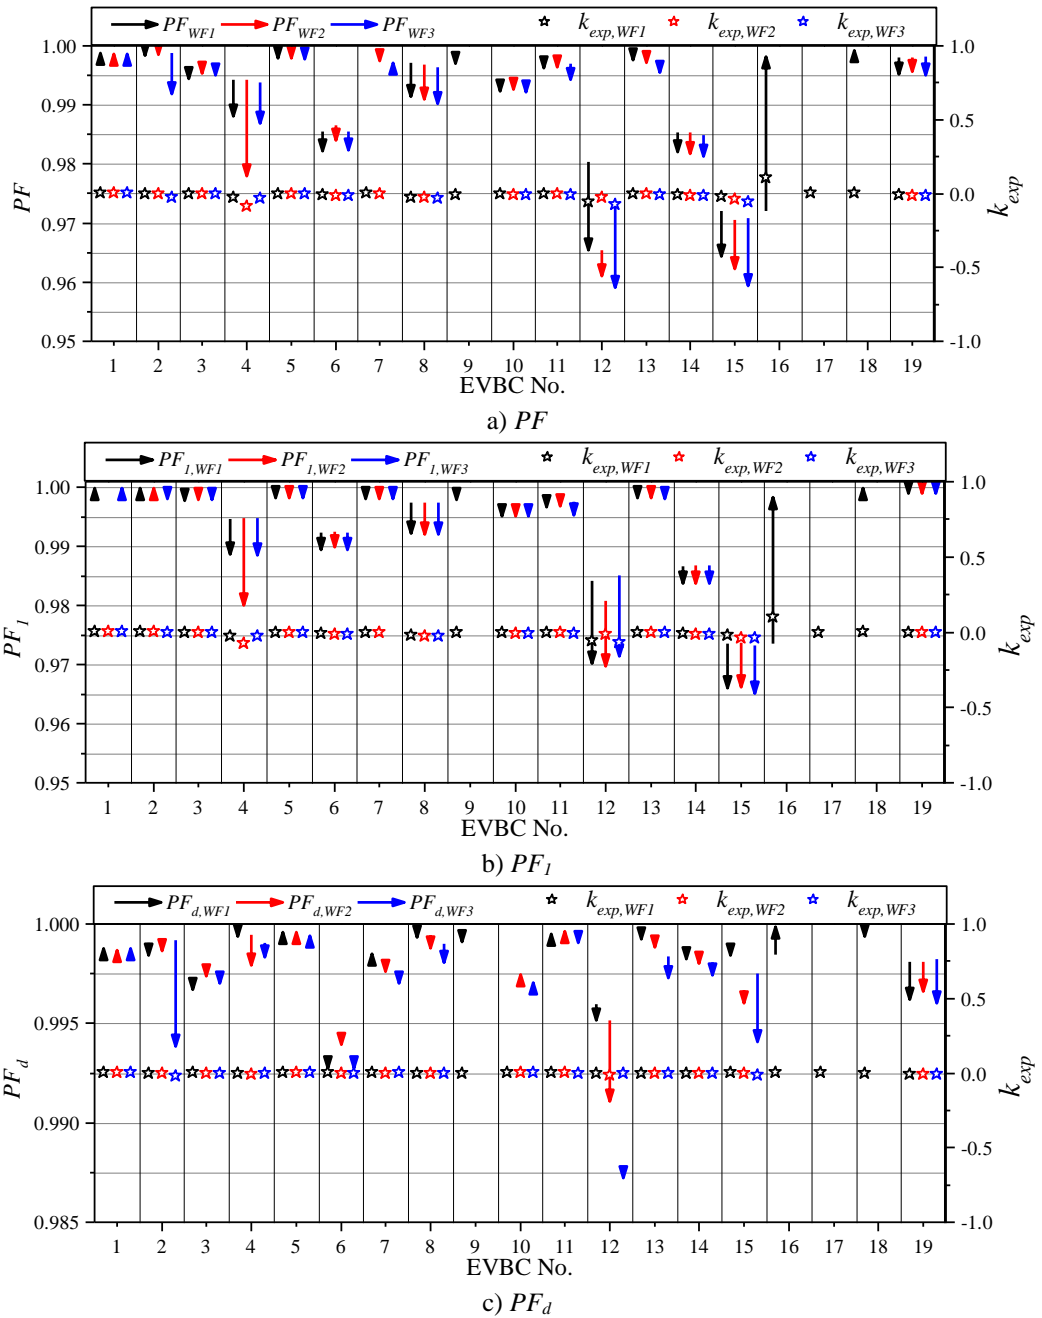 PF_WF1 PF_WF2 PF_WF3 k_exp,WF1 k_exp,WF2 k_exp,WF3
1.00
0.99
0.98
0.97
0.96
0.95
PF
1.0
0.5
0.0
-0.5
-1.0
k_exp
1 2 3 4 5 6 7 8 9 10 11 12 13 14 15 16 17 18 19
EVBC No.
a) PF
PF_1,WF1 PF_1,WF2 PF_1,WF3 k_exp,WF1 k_exp,WF2 k_exp,WF3
1.00
0.99
0.98
0.97
0.96
0.95
PF_1
1.0
0.5
0.0
-0.5
-1.0
k_exp
1 2 3 4 5 6 7 8 9 10 11 12 13 14 15 16 17 18 19
EVBC No.
b) PF_1
PF_d,WF1 PF_d,WF2 PF_d,WF3 k_exp,WF1 k_exp,WF2 k_exp,WF3
1.000
0.995
0.990
0.985
PF_d
1.0
0.5
0.0
-0.5
-1.0
k_exp
1 2 3 4 5 6 7 8 9 10 11 12 13 14 15 16 17 18 19
EVBC No.
c) PF_d